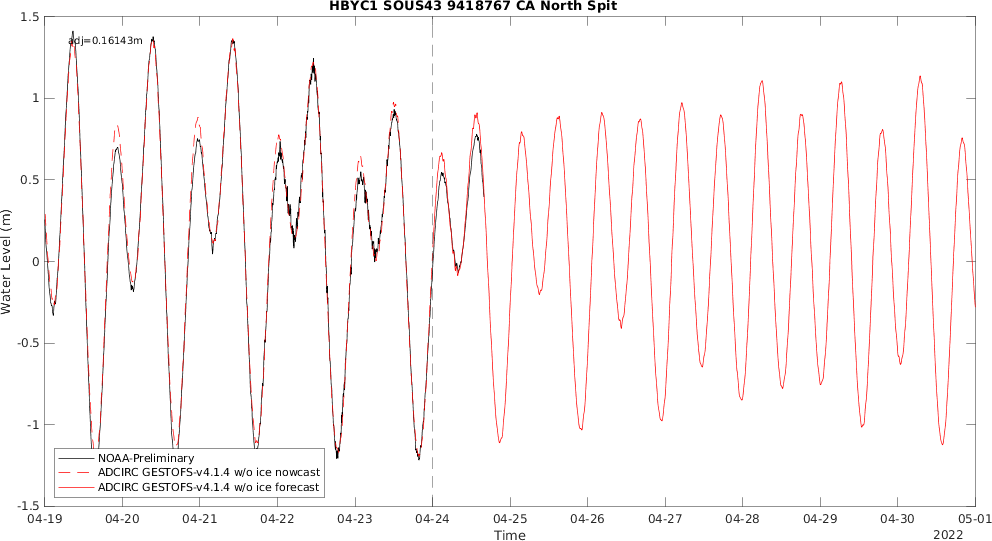 HBYC1 SOUS43 9418767 CA North Spit
adj=0.16143m
Water Level (m)
1.5
1
0.5
0
-0.5
-1
-1.5
NOAA-Preliminary
ADCIRC GESTOFS-v4.1.4 w/o ice nowcast
ADCIRC GESTOFS-v4.1.4 w/o ice forecast
04-19 04-20 04-21 04-22 04-23 04-24 04-25 04-26 04-27 04-28 04-29 04-30 05-01
Time
2022